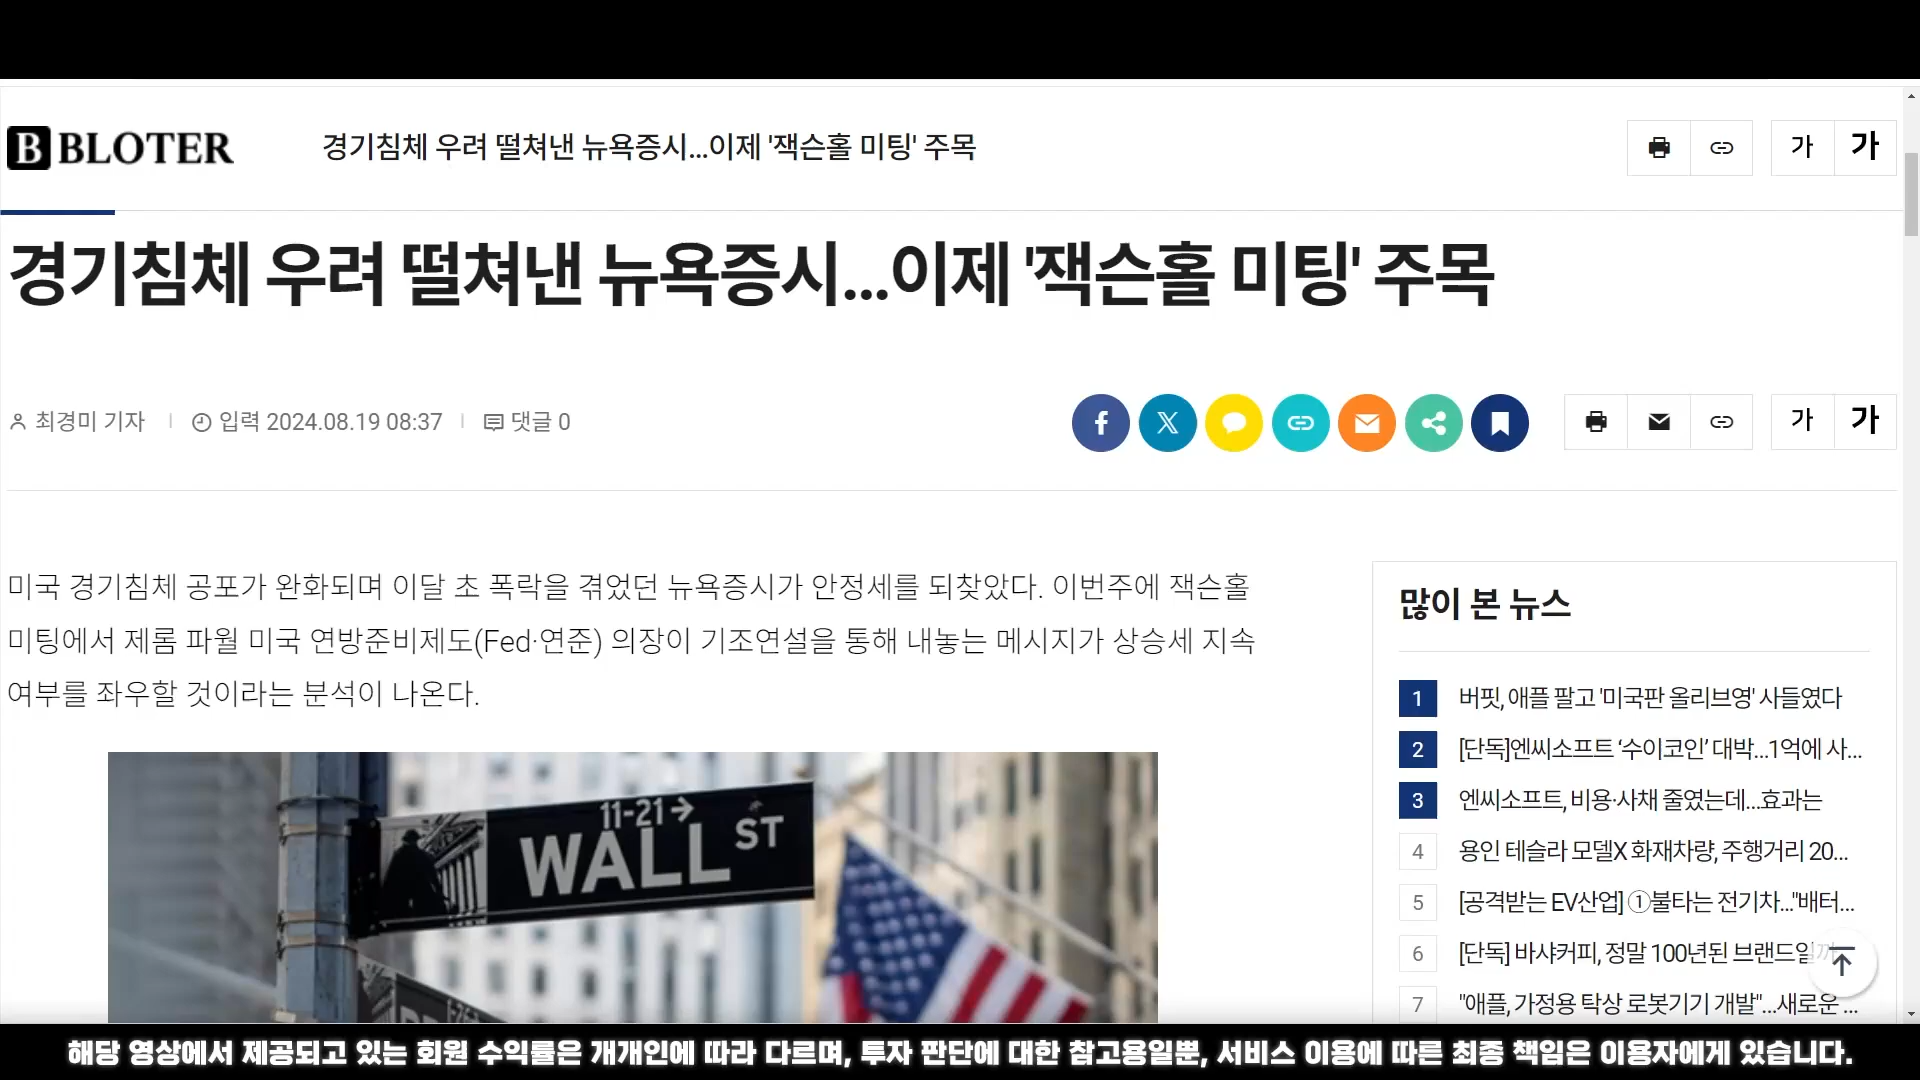 B BLOTER
경기침체 우려 떨쳐낸 뉴욕증시...이제 '잭슨홀 미팅' 주목
가 가
경기침체 우려 떨쳐낸 뉴욕증시...이제 '잭슨홀 미팅' 주목
최경미 기자
입력 2024.08.19 08:37
댓글 0
가 가
미국 경기침체 공포가 완화되며 이달 초 폭락을 겪었던 뉴욕증시가 안정세를 되찾았다. 이번주에 잭슨홀
미팅에서 제롬 파월 미국 연방준비제도(Fed·연준) 의장이 기조연설을 통해 내놓는 메시지가 상승세 지속
여부를 좌우할 것이라는 분석이 나온다.
11-21→
WALL ST
많이 본 뉴스
1 버핏, 애플 팔고 '미국판 올리브영' 사들였다
2 [단독]엔씨소프트 ‘수이코인’ 대박...1억에 사...
3 엔씨소프트, 비용·사채 줄였는데...효과는
4 용인 테슬라 모델X 화재차량, 주행거리 20...
5 [공격받는 EV산업] ①불타는 전기차..."배터...
6 [단독] 바샤커피, 정말 100년된 브랜드일까
7 "애플, 가정용 탁상 로봇기기 개발"...새로운 ...
해당 영상에서 제공되고 있는 회원 수익률은 개개인에 따라 다르며, 투자 판단에 대한 참고용일뿐, 서비스 이용에 따른 최종 책임은 이용자에게 있습니다.